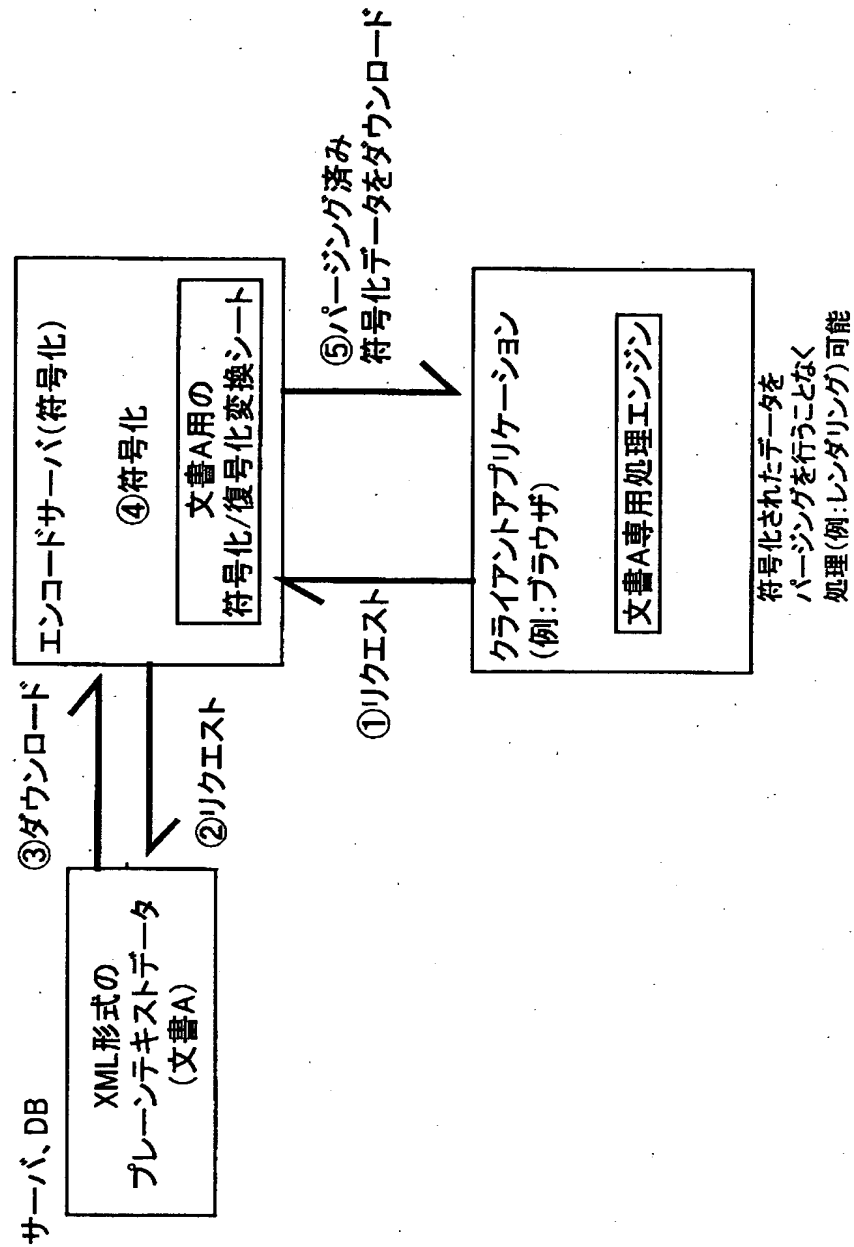 サーバ、DB
XML形式の
プレーンテキストデータ
(文書A)
③ダウンロード
②リクエスト
エンコードサーバ(符号化)
④符号化
文書A用の
符号化/復号化変換シート
①リクエスト
⑤パージング済み
符号化データをダウンロード
クライアントアプリケーション
(例:ブラウザ)
文書A専用処理エンジン
符号化されたデータを
パージングを行うことなく
処理(例:レンダリング)可能